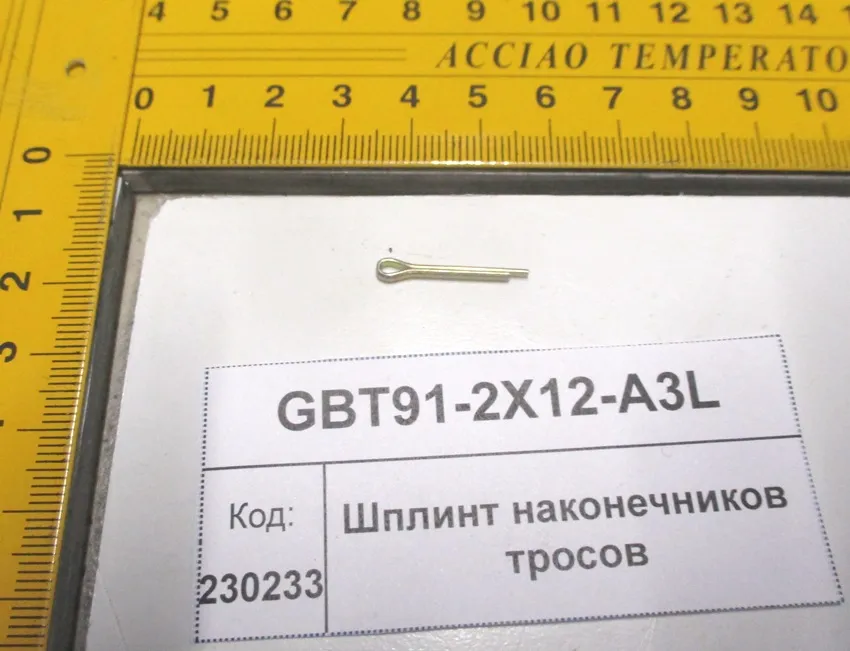 4 5 6 7 8 9 10 11 12 13 14
ACCIAO TEMPERATO
0 1 2 3 4 5 6 7 8 9 10
0
1
2
3
GBT91-2X12-A3L
Код:
230233
Шплинт наконечников
тросов